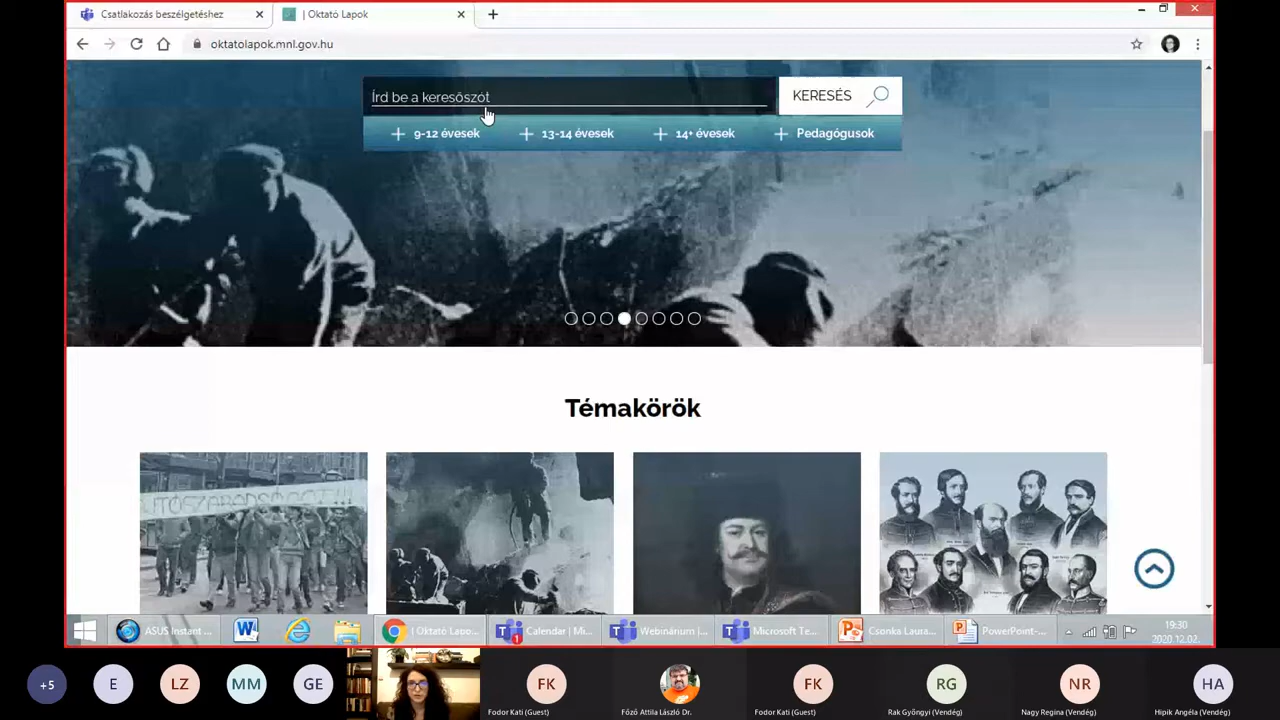 Csatlakozás beszélgetéshez
| Oktató Lapok
oktatolapok.mnl.gov.hu
Írd be a keresőszót
KERESÉS
9-12 évesek
13-14 évesek
14+ évesek
Pedagógusok
Témakörök
JTÓSZABADSÁGOT!!!
ASUS Instant ...
| Oktató Lapo...
Calendar | Mi...
Webinárium |...
Microsoft Te...
Csonka Laura...
PowerPoint-...
19:30
2020.12.02.
+5
E
LZ
MM
GE
FK
FK
RG
NR
HA
Fodor Kati (Guest)
Főző Attila László Dr.
Fodor Kati (Guest)
Rak Gyöngyi (Vendég)
Nagy Regina (Vendég)
Hipik Angéla (Vendég)